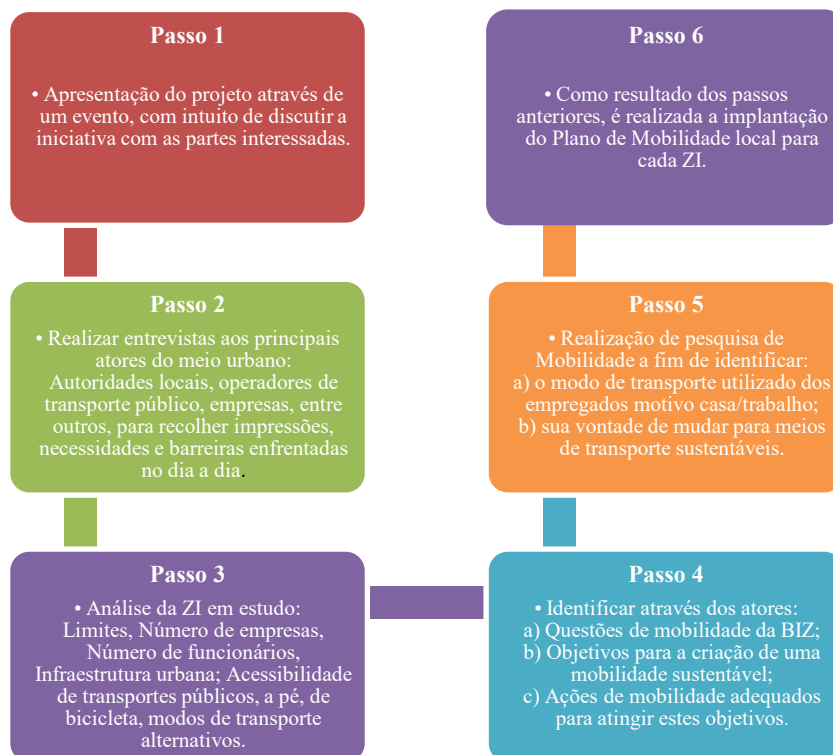 Passo 1
• Apresentação do projeto através de
um evento, com intuito de discutir a
iniciativa com as partes interessadas.
Passo 2
• Realizar entrevistas aos principais
atores do meio urbano:
Autoridades locais, operadores de
transporte público, empresas, entre
outros, para recolher impressões,
necessidades e barreiras enfrentadas
no dia a dia.
Passo 3
• Análise da ZI em estudo:
Limites, Número de empresas,
Número de funcionários,
Infraestrutura urbana; Acessibilidade
de transportes públicos, a pé, de
bicicleta, modos de transporte
alternativos.
Passo 4
• Identificar através dos atores:
a) Questões de mobilidade da BIZ;
b) Objetivos para a criação de uma
mobilidade sustentável;
c) Ações de mobilidade adequados
para atingir estes objetivos.
Passo 5
• Realização de pesquisa de
Mobilidade a fim de identificar:
a) o modo de transporte utilizado dos
empregados motivo casa/trabalho;
b) sua vontade de mudar para meios
de transporte sustentáveis.
Passo 6
• Como resultado dos passos
anteriores, é realizada a implantação
do Plano de Mobilidade local para
cada ZI.